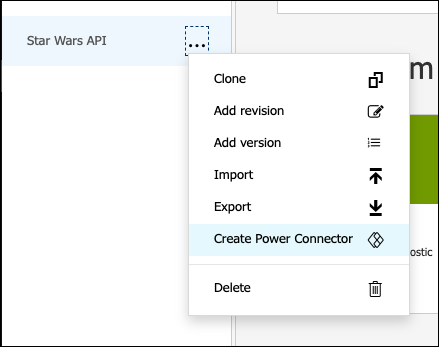 Star Wars API
...
m
Clone
Add revision
Add version
Import
Export
Create Power Connector
ostic
Delete